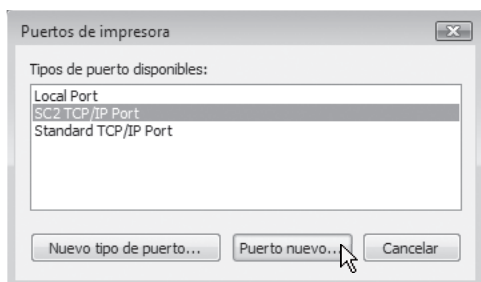 Puertos de impresora
Tipos de puerto disponibles:
Local Port
SC2 TCP/IP Port
Standard TCP/IP Port
Nuevo tipo de puerto... Puerto nuevo... Cancelar